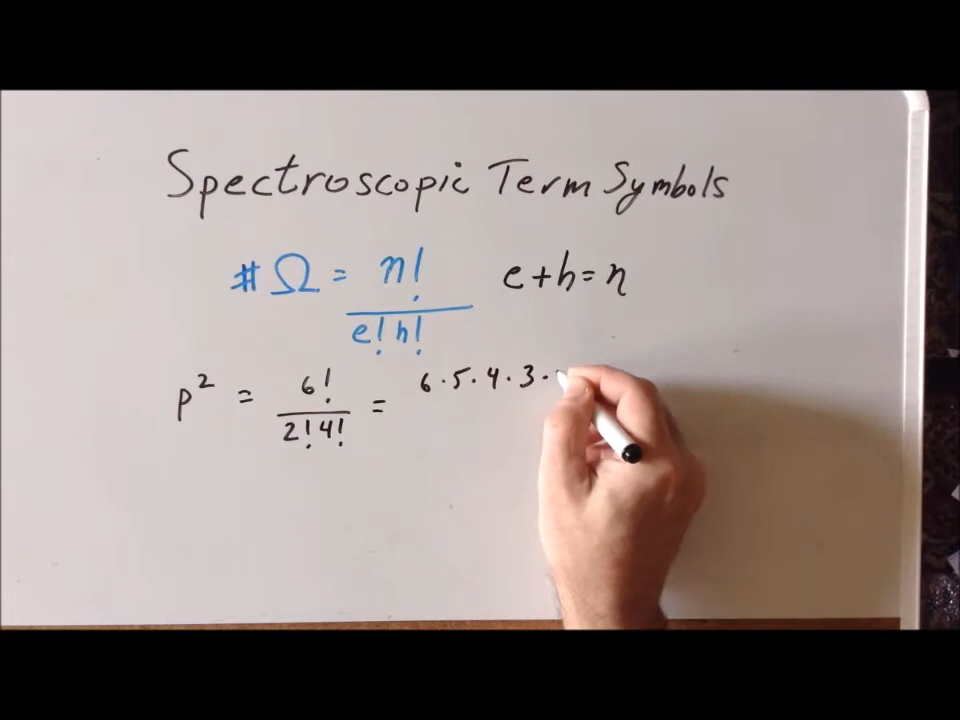 Spectroscopic Term Symbols
#Ω = n! e+h=n
e!h!
p² = 6! = 6·5·4·3·
2!4!